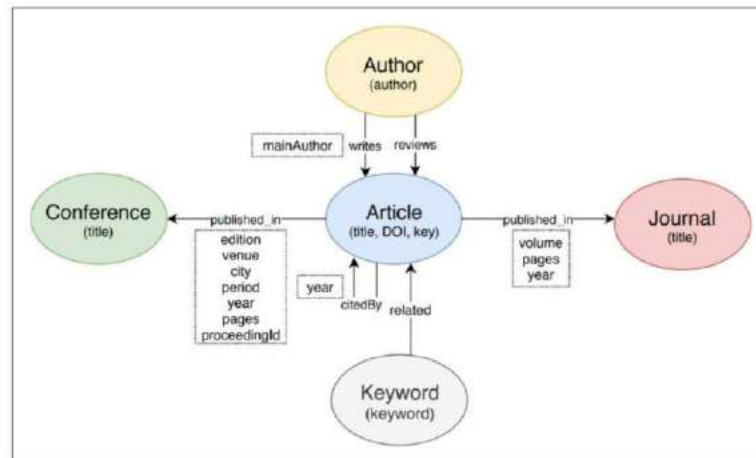 Author
(author)
mainAuthor
writes
reviews
Conference
(title)
published_in
Article
(title, DOI, key)
published_in
Journal
(title)
edition
venue
city
period
year
pages
proceedingId
year
citedBy
related
volume
pages
year
Keyword
(keyword)